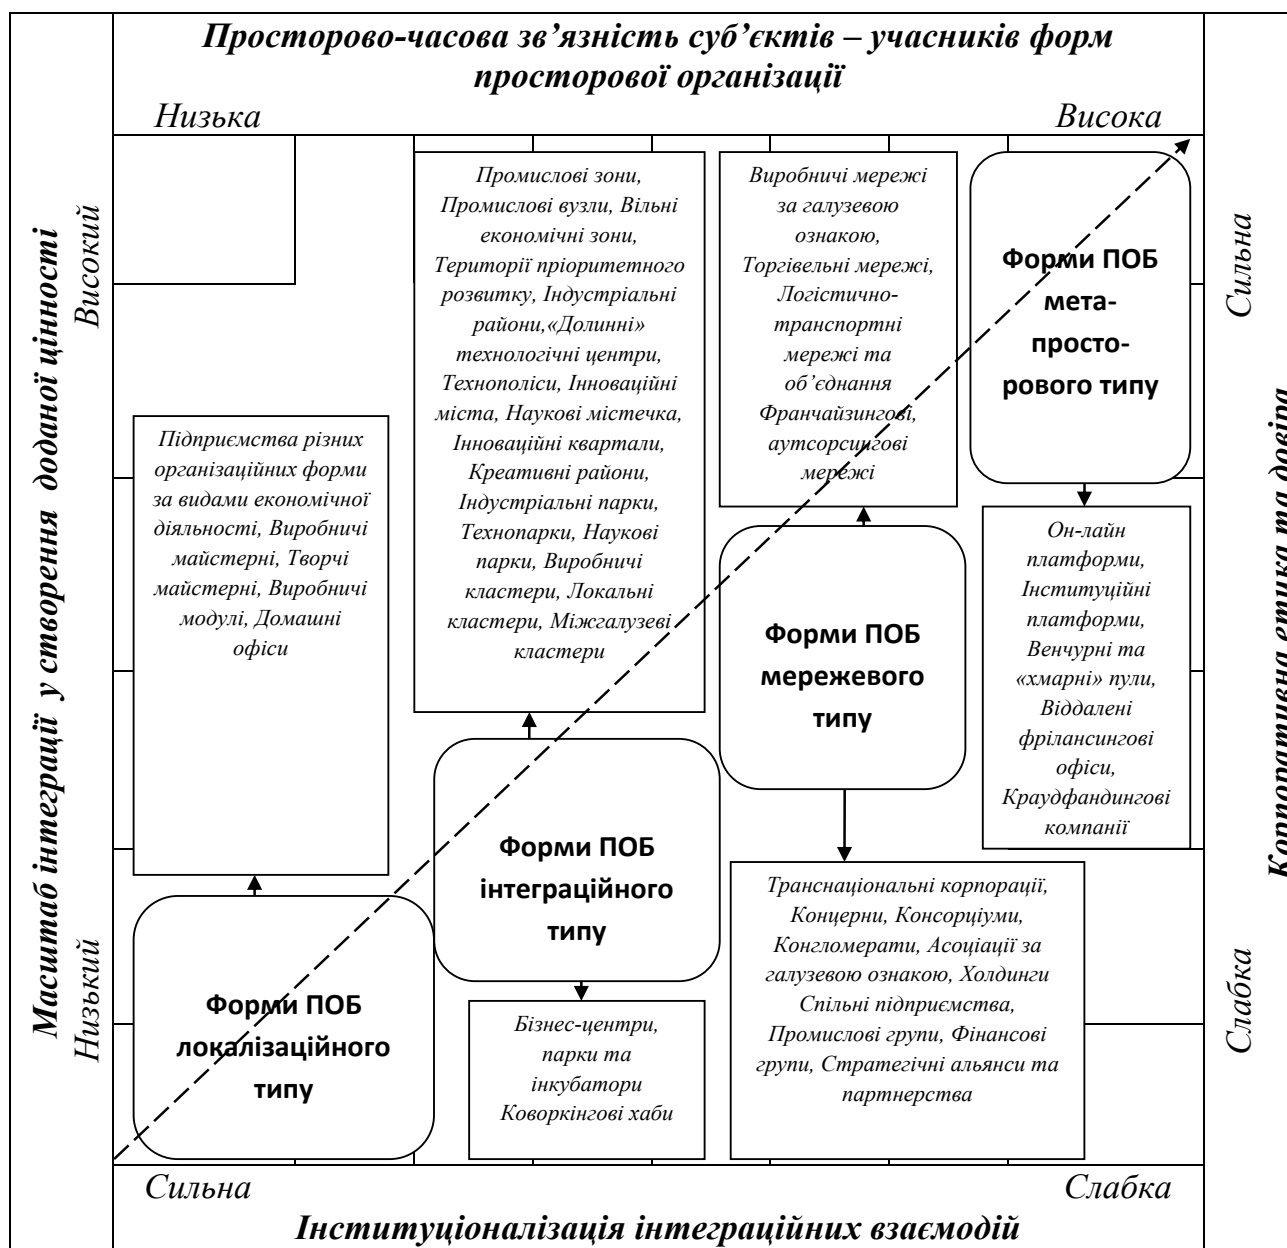 Просторово-часова зв’язність суб’єктів – учасників форм
просторової організації
Низька
Висока
Масштаб інтеграції у створення доданої цінності
Високий
Низький
Підприємства різних
організаційних форми
за видами економічної
діяльності, Виробничі
майстерні, Творчі
майстерні, Виробничі
модулі, Домашні
офіси
Форми ПОБ
локалізаційного
типу
Промислові зони,
Промислові вузли, Вільні
економічні зони,
Території пріоритетного
розвитку, Індустріальні
райони,«Долинні»
технологічні центри,
Технополіси, Інноваційні
міста, Наукові містечка,
Інноваційні квартали,
Креативні райони,
Індустріальні парки,
Технопарки, Наукові
парки, Виробничі
кластери, Локальні
кластери, Міжгалузеві
кластери
Форми ПОБ
інтеграційного
типу
Бізнес-центри,
парки та
інкубатори
Коворкінгові хаби
Виробничі мережі
за галузевою
ознакою,
Торгівельні мережі,
Логістично-
транспортні
мережі та
об’єднання
Франчайзингові,
аутсорсингові
мережі
Форми ПОБ
мережевого
типу
Транснаціональні корпорації,
Концерни, Консорціуми,
Конгломерати, Асоціації за
галузевою ознакою, Холдинги
Спільні підприємства,
Промислові групи, Фінансові
групи, Стратегічні альянси та
партнерства
Форми ПОБ
мета-
просто-
рового типу
Он-лайн
платформи,
Інституційні
платформи,
Венчурні та
«хмарні» пули,
Віддалені
фрілансингові
офіси,
Краудфандингові
компанії
Сильна
Слабка
Корпоративна етика та довіра
Сильна
Слабка
Інституціоналізація інтеграційних взаємодій